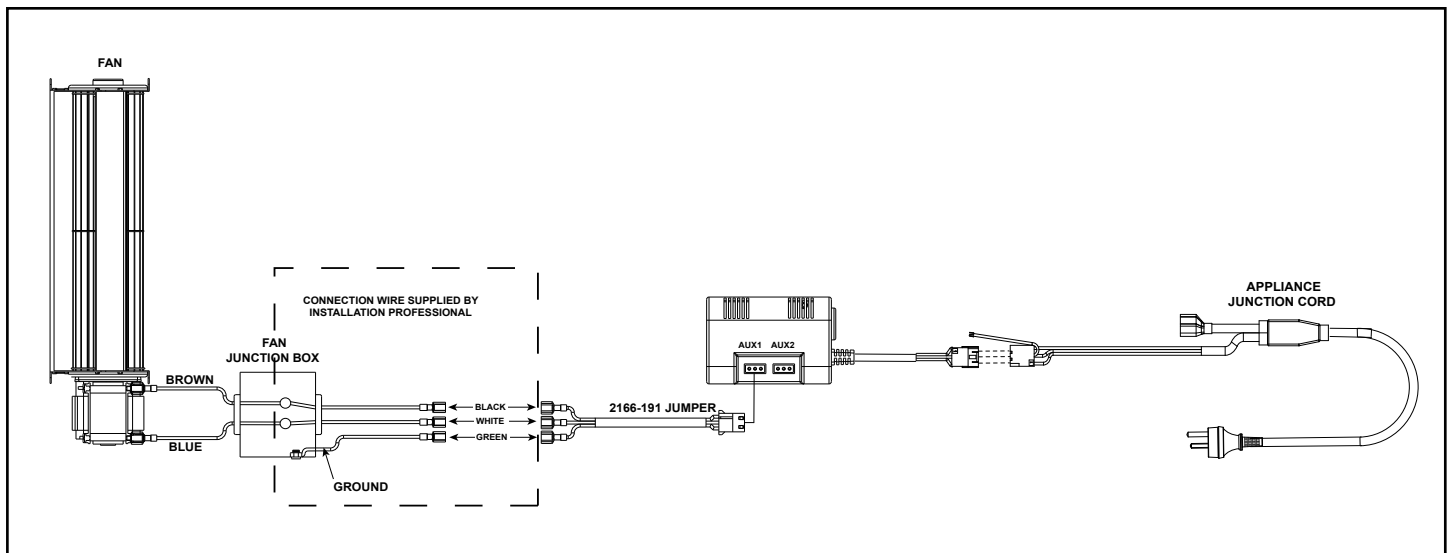 FAN
CONNECTION WIRE SUPPLIED BY
INSTALLATION PROFESSIONAL
FAN
JUNCTION BOX
BROWN
BLUE
GROUND
BLACK
WHITE
GREEN
2166-191 JUMPER
AUX1 AUX2
APPLIANCE
JUNCTION CORD